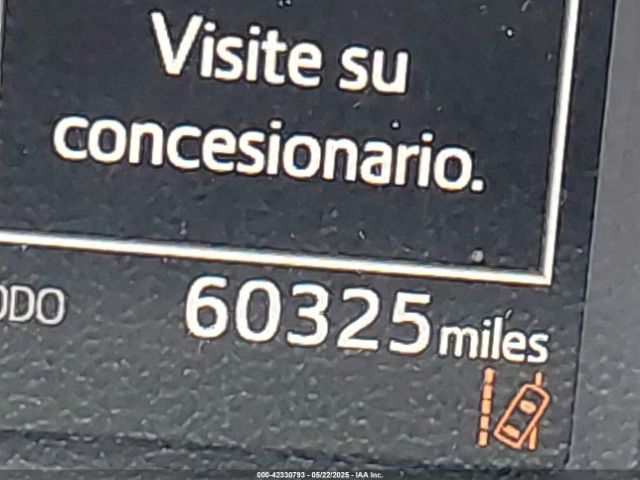 Visite su
concesionario.
ODO 60325 miles
000-42330793 - 05/22/2025 - IAA Inc.